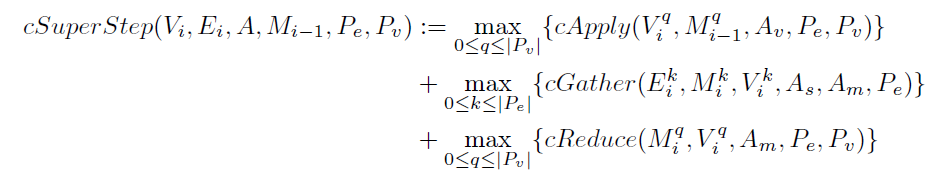 cSuperStep(V_i, E_i, A, M_{i-1}, P_e, P_v) := max_{0≤q≤|P_v|} {cApply(V_i^q, M_{i-1}^q, A_v, P_e, P_v)}
+ max_{0≤k≤|P_e|} {cGather(E_i^k, M_i^k, V_i^k, A_s, A_m, P_e)}
+ max_{0≤q≤|P_v|} {cReduce(M_i^q, V_i^q, A_m, P_e, P_v)}